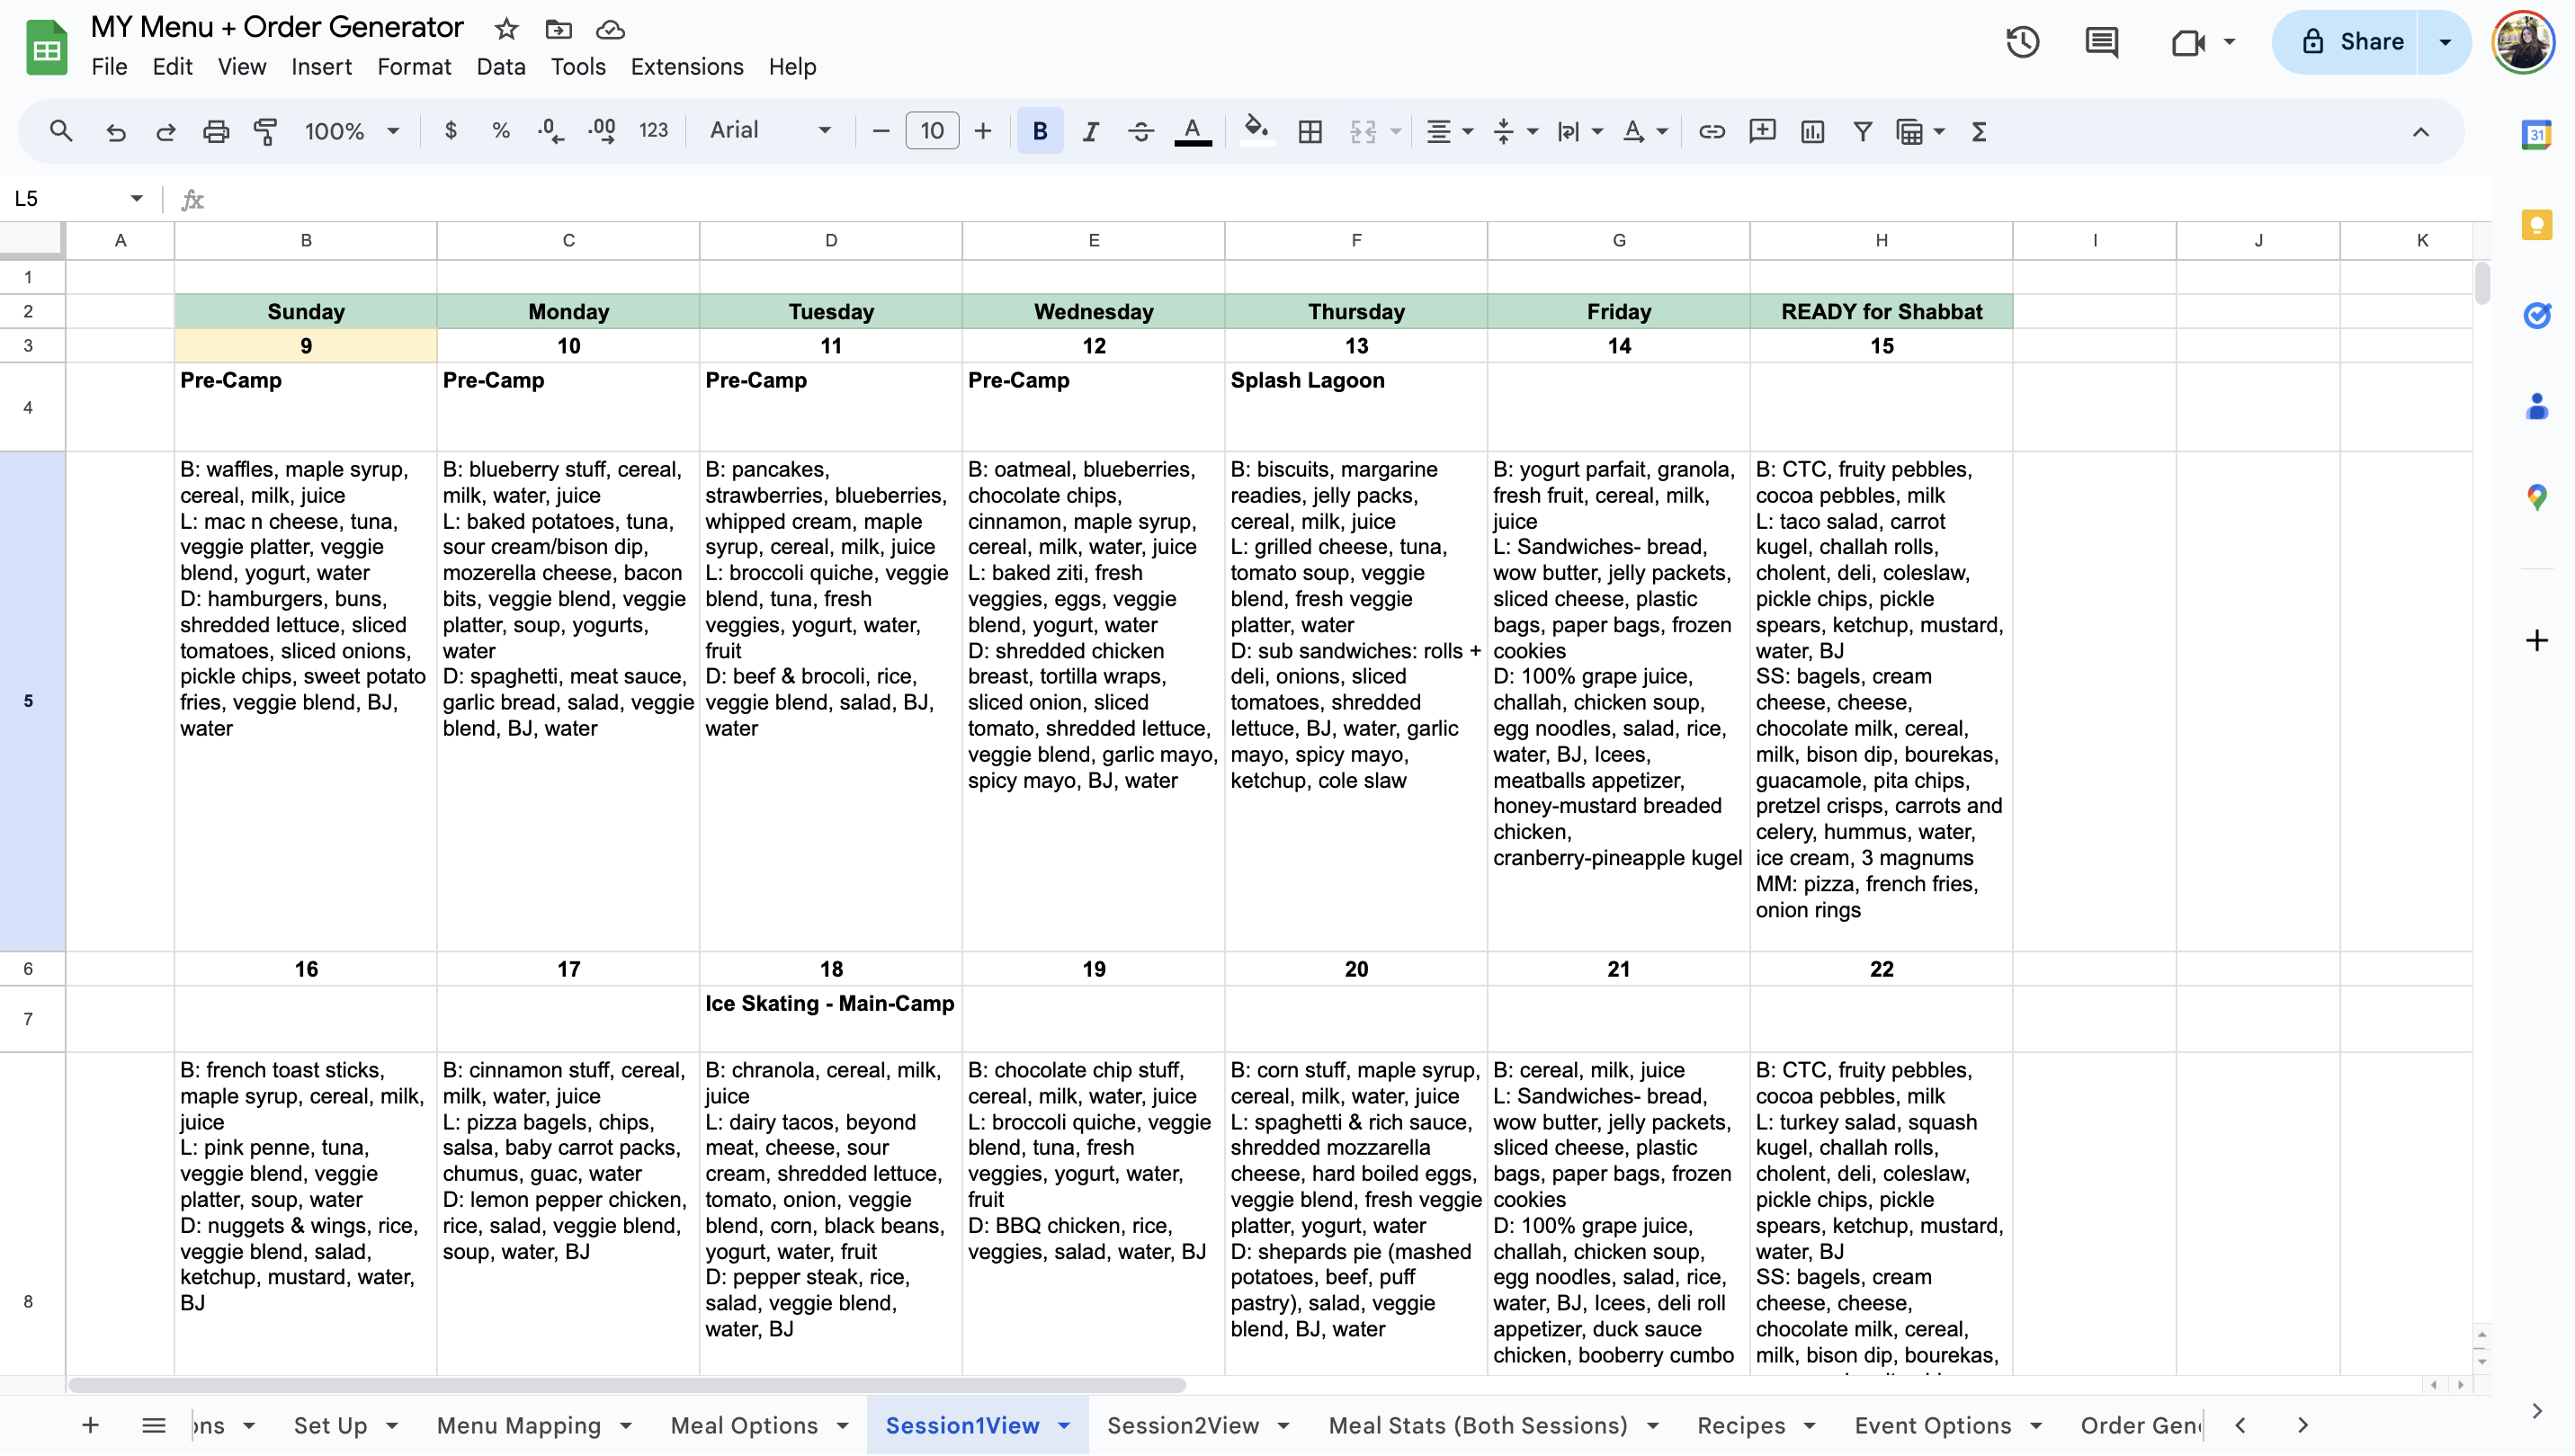 MY Menu + Order Generator
File Edit View Insert Format Data Tools Extensions Help
Share
100% $ % .0 .00 123 Arial 10 B I A
31
L5 fx
A B C D E F G H I J K
1
2 Sunday Monday Tuesday Wednesday Thursday Friday READY for Shabbat
3 9 10 11 12 13 14 15
4 Pre-Camp Pre-Camp Pre-Camp Pre-Camp Splash Lagoon
5
B: waffles, maple syrup,
cereal, milk, juice
L: mac n cheese, tuna,
veggie platter, veggie
blend, yogurt, water
D: hamburgers, buns,
shredded lettuce, sliced
tomatoes, sliced onions,
pickle chips, sweet potato
fries, veggie blend, BJ,
water
B: blueberry stuff, cereal,
milk, water, juice
L: baked potatoes, tuna,
sour cream/bison dip,
mozerella cheese, bacon
bits, veggie blend, veggie
platter, soup, yogurts,
water
D: spaghetti, meat sauce,
garlic bread, salad, veggie
blend, BJ, water
B: pancakes,
strawberries, blueberries,
whipped cream, maple
syrup, cereal, milk, juice
L: broccoli quiche, veggie
blend, tuna, fresh
veggies, yogurt, water,
fruit
D: beef & brocoli, rice,
veggie blend, salad, BJ,
water
B: oatmeal, blueberries,
chocolate chips,
cinnamon, maple syrup,
cereal, milk, water, juice
L: baked ziti, fresh
veggies, eggs, veggie
blend, yogurt, water
D: shredded chicken
breast, tortilla wraps,
sliced onion, sliced
tomato, shredded lettuce,
veggie blend, garlic mayo,
spicy mayo, BJ, water
B: biscuits, margarine
readies, jelly packs,
cereal, milk, juice
L: grilled cheese, tuna,
tomato soup, veggie
blend, fresh veggie
platter, water
D: sub sandwiches: rolls +
deli, onions, sliced
tomatoes, shredded
lettuce, BJ, water, garlic
mayo, spicy mayo,
ketchup, cole slaw
B: yogurt parfait, granola,
fresh fruit, cereal, milk,
juice
L: Sandwiches- bread,
wow butter, jelly packets,
sliced cheese, plastic
bags, paper bags, frozen
cookies
D: 100% grape juice,
challah, chicken soup,
egg noodles, salad, rice,
water, BJ, Icees,
meatballs appetizer,
honey-mustard breaded
chicken,
cranberry-pineapple kugel
B: CTC, fruity pebbles,
cocoa pebbles, milk
L: taco salad, carrot
kugel, challah rolls,
cholent, deli, coleslaw,
pickle chips, pickle
spears, ketchup, mustard,
water, BJ
SS: bagels, cream
cheese, cheese,
chocolate milk, cereal,
milk, bison dip, bourekas,
guacamole, pita chips,
pretzel crisps, carrots and
celery, hummus, water,
ice cream, 3 magnums
MM: pizza, french fries,
onion rings
6 16 17 18 19 20 21 22
7 Ice Skating - Main-Camp
8
B: french toast sticks,
maple syrup, cereal, milk,
juice
L: pink penne, tuna,
veggie blend, veggie
platter, soup, water
D: nuggets & wings, rice,
veggie blend, salad,
ketchup, mustard, water,
BJ
B: cinnamon stuff, cereal,
milk, water, juice
L: pizza bagels, chips,
salsa, baby carrot packs,
chumus, guac, water
D: lemon pepper chicken,
rice, salad, veggie blend,
soup, water, BJ
B: chranola, cereal, milk,
juice
L: dairy tacos, beyond
meat, cheese, sour
cream, shredded lettuce,
tomato, onion, veggie
blend, corn, black beans,
yogurt, water, fruit
D: pepper steak, rice,
salad, veggie blend,
water, BJ
B: chocolate chip stuff,
cereal, milk, water, juice
L: broccoli quiche, veggie
blend, tuna, fresh
veggies, yogurt, water,
fruit
D: BBQ chicken, rice,
veggies, salad, water, BJ
B: corn stuff, maple syrup,
cereal, milk, water, juice
L: spaghetti & rich sauce,
shredded mozzarella
cheese, hard boiled eggs,
veggie blend, fresh veggie
platter, yogurt, water
D: shepards pie (mashed
potatoes, beef, puff
pastry), salad, veggie
blend, BJ, water
B: cereal, milk, juice
L: Sandwiches- bread,
wow butter, jelly packets,
sliced cheese, plastic
bags, paper bags, frozen
cookies
D: 100% grape juice,
challah, chicken soup,
egg noodles, salad, rice,
water, BJ, Icees, deli roll
appetizer, duck sauce
chicken, booberry cumbo
B: CTC, fruity pebbles,
cocoa pebbles, milk
L: turkey salad, squash
kugel, challah rolls,
cholent, deli, coleslaw,
pickle chips, pickle
spears, ketchup, mustard,
water, BJ
SS: bagels, cream
cheese, cheese,
chocolate milk, cereal,
milk, bison dip, bourekas,
ons Set Up Menu Mapping Meal Options Session1View Session2View Meal Stats (Both Sessions) Recipes Event Options Order Gen